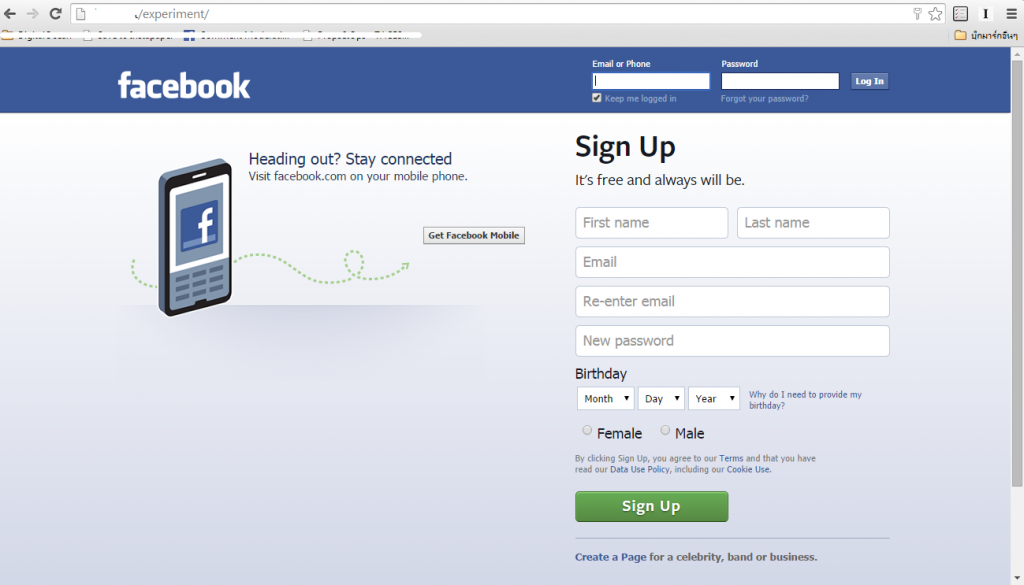 /experiment/
บุ๊กมาร์กอื่นๆ
facebook
Email or Phone
Password
Log In
Keep me logged in
Forgot your password?
Heading out? Stay connected
Visit facebook.com on your mobile phone.
Get Facebook Mobile
Sign Up
It's free and always will be.
First name
Last name
Email
Re-enter email
New password
Birthday
Month
Day
Year
Why do I need to provide my
birthday?
Female
Male
By clicking Sign Up, you agree to our Terms and that you have
read our Data Use Policy, including our Cookie Use.
Sign Up
Create a Page for a celebrity, band or business.